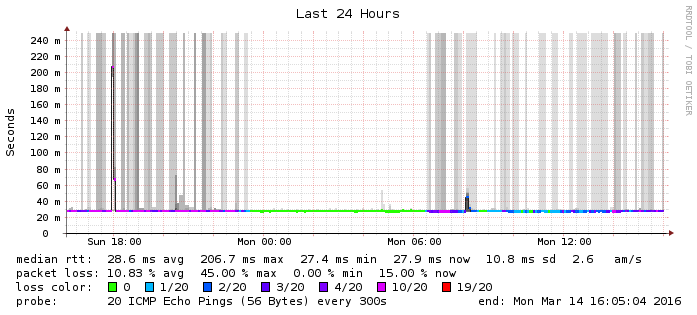 Last 24 Hours
RRDTOOL / TOBI OETIKER
Seconds
240 m
220 m
200 m
180 m
160 m
140 m
120 m
100 m
80 m
60 m
40 m
20 m
0
Sun 18:00 Mon 00:00 Mon 06:00 Mon 12:00
median rtt: 28.6 ms avg 206.7 ms max 27.4 ms min 27.9 ms now 10.8 ms sd 2.6 am/s
packet loss: 10.83 % avg 45.00 % max 0.00 % min 15.00 % now
loss color: 0 1/20 2/20 3/20 4/20 10/20 19/20
probe: 20 ICMP Echo Pings (56 Bytes) every 300s end: Mon Mar 14 16:05:04 2016